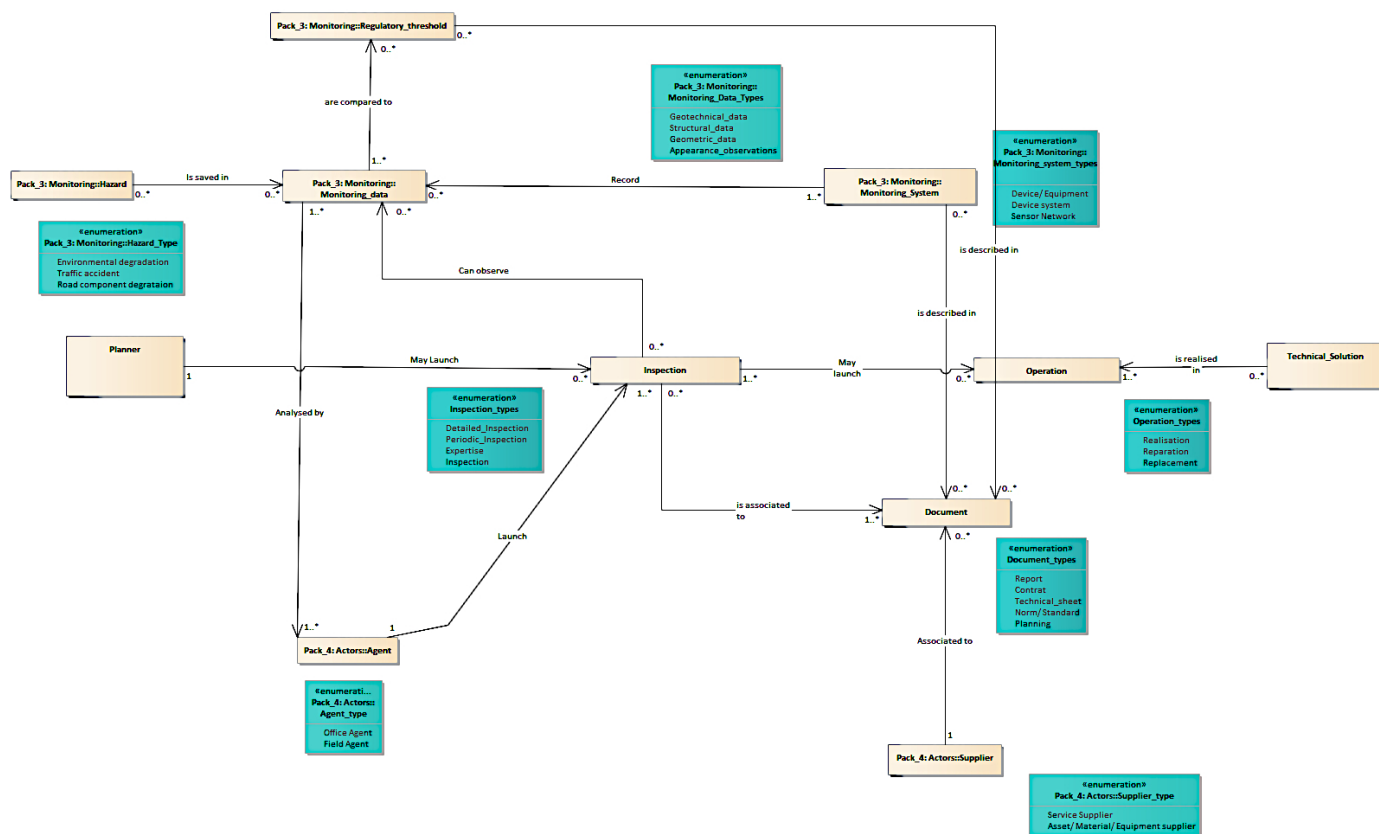 Pack_3: Monitoring::Regulatory_threshold
0..*
0..*
are compared to
1..*
«enumeration»
Pack_3: Monitoring::
Monitoring_Data_Types
Geotechnical_data
Structural_data
Geometric_data
Appearance_observations
«enumeration»
Pack_3: Monitoring::
Monitoring_system_types
Device/Equipment
Device system
Sensor Network
Pack_3: Monitoring::Hazard
0..*
Is saved in
0..*
Pack_3: Monitoring::
Monitoring_data
0..*
1..*
0..*
Record
1..*
Pack_3: Monitoring::
Monitoring_System
0..*
«enumeration»
Pack_3: Monitoring::Hazard_Type
Environmental degradation
Traffic accident
Road component degrataion
Can observe
is described in
is described in
Planner
1
May Launch
0..*
0..*
Inspection
1..*
0..*
1..*
May
launch
0..*
Operation
1..*
is realised
in
0..*
Technical_Solution
«enumeration»
Inspection_types
Detailed_Inspection
Periodic_Inspection
Expertise
Inspection
«enumeration»
Operation_types
Realisation
Reparation
Replacement
Analysed by
is associated
to
1..*
0..*
0..*
Document
0..*
Launch
«enumeration»
Document_types
Report
Contrat
Technical_sheet
Norm/Standard
Planning
1..*
1
Pack_4: Actors::Agent
Associated to
«enumerati...
Pack_4: Actors::
Agent_type
Office Agent
Field Agent
1
Pack_4: Actors::Supplier
«enumeration»
Pack_4: Actors::Supplier_type
Service Supplier
Asset/Material/Equipment supplier